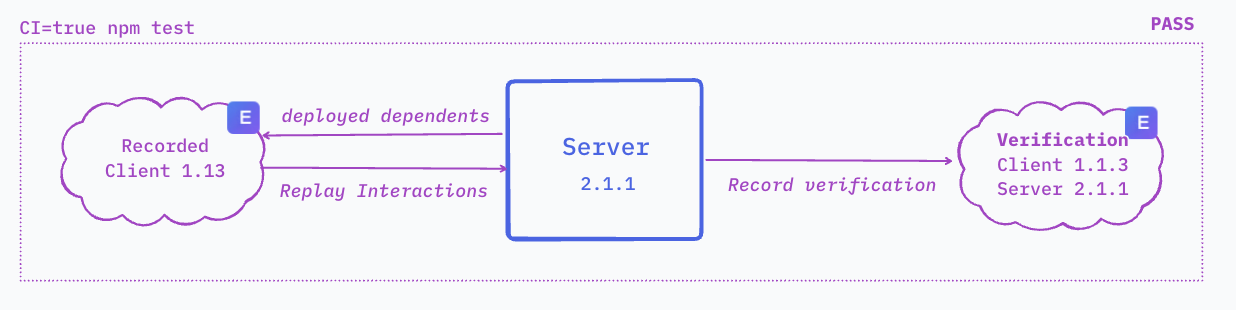 CI=true npm test
PASS
deployed dependents
E
Recorded
Client 1.13
Replay Interactions
Server
2.1.1
Record verification
E
Verification
Client 1.1.3
Server 2.1.1